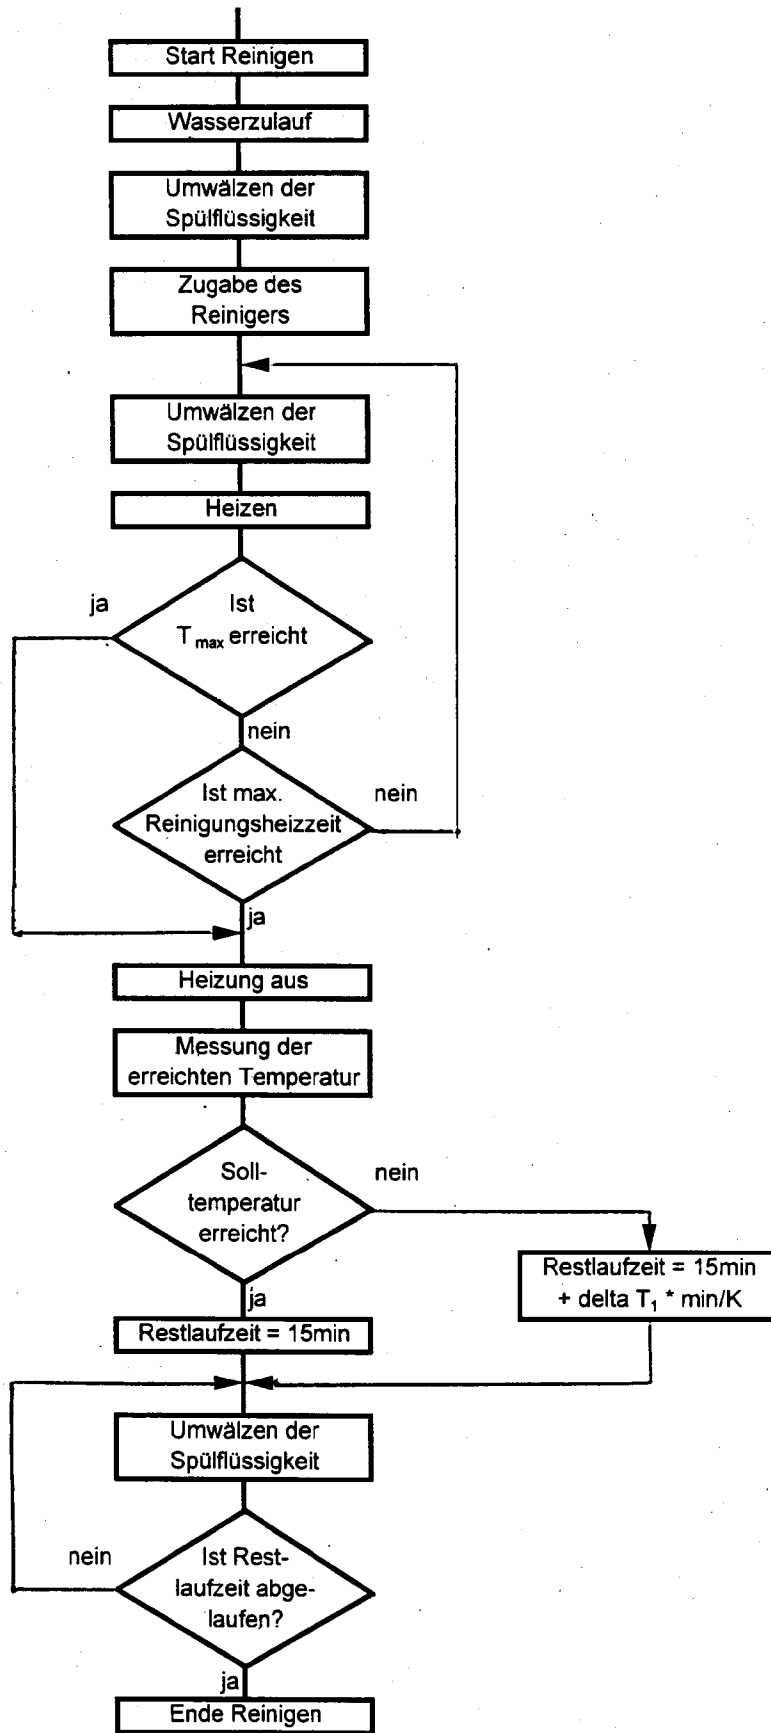 Start Reinigen
Wasserzulauf
Umwälzen der
Spülflüssigkeit
Zugabe des
Reinigers
Umwälzen der
Spülflüssigkeit
Heizen
ja
Ist
T max erreicht
nein
Ist max.
Reinigungsheizzeit
erreicht
nein
ja
Heizung aus
Messung der
erreichten Temperatur
Soll-
temperatur
erreicht?
nein
Restlaufzeit = 15min
+ delta T₁ * min/K
ja
Restlaufzeit = 15min
Umwälzen der
Spülflüssigkeit
nein
Ist Rest-
laufzeit abge-
laufen?
ja
Ende Reinigen